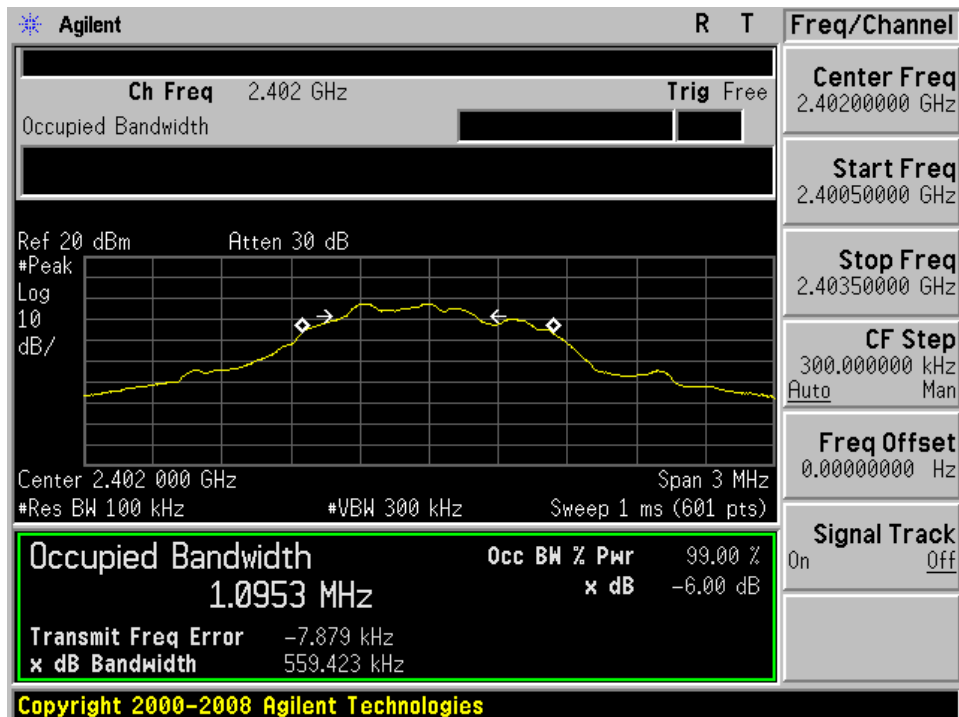 Agilent R T
Ch Freq 2.402 GHz Trig Free
Occupied Bandwidth
Ref 20 dBm Atten 30 dB
#Peak
Log
10
dB/
Center 2.402 000 GHz Span 3 MHz
#Res BW 100 kHz #VBW 300 kHz Sweep 1 ms (601 pts)
Occupied Bandwidth Occ BW % Pwr 99.00 %
1.0953 MHz x dB -6.00 dB
Transmit Freq Error -7.879 kHz
x dB Bandwidth 559.423 kHz
Copyright 2000-2008 Agilent Technologies
Freq/Channel
Center Freq
2.40200000 GHz
Start Freq
2.40050000 GHz
Stop Freq
2.40350000 GHz
CF Step
300.000000 kHz
Auto Man
Freq Offset
0.00000000 Hz
Signal Track
On Off